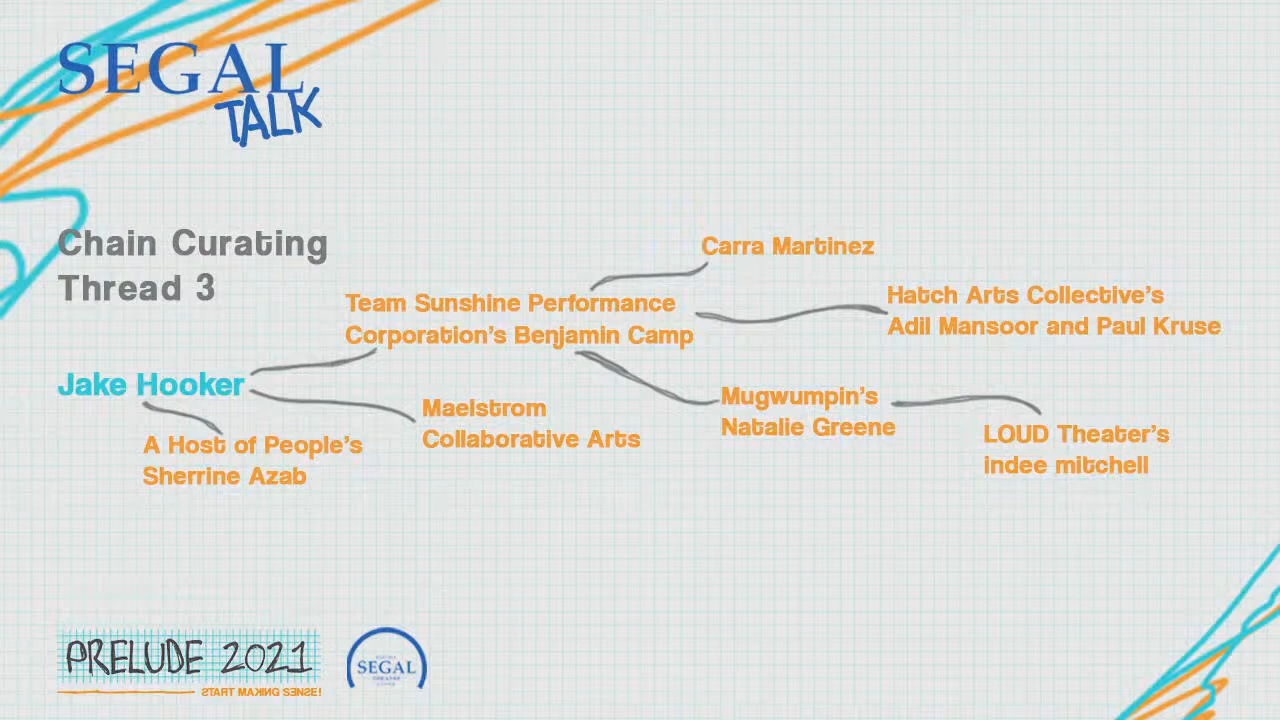 SEGAL
TALK
Chain Curating
Thread 3
Carra Martinez
Team Sunshine Performance
Corporation's Benjamin Camp
Hatch Arts Collective's
Adil Mansoor and Paul Kruse
Jake Hooker
Maelstrom
Collaborative Arts
Mugwumpin's
Natalie Greene
A Host of People's
Sherrine Azab
LOUD Theater's
indee mitchell
PRELUDE 2021
START MAKING SENSE!
SEGAL
THEATRE